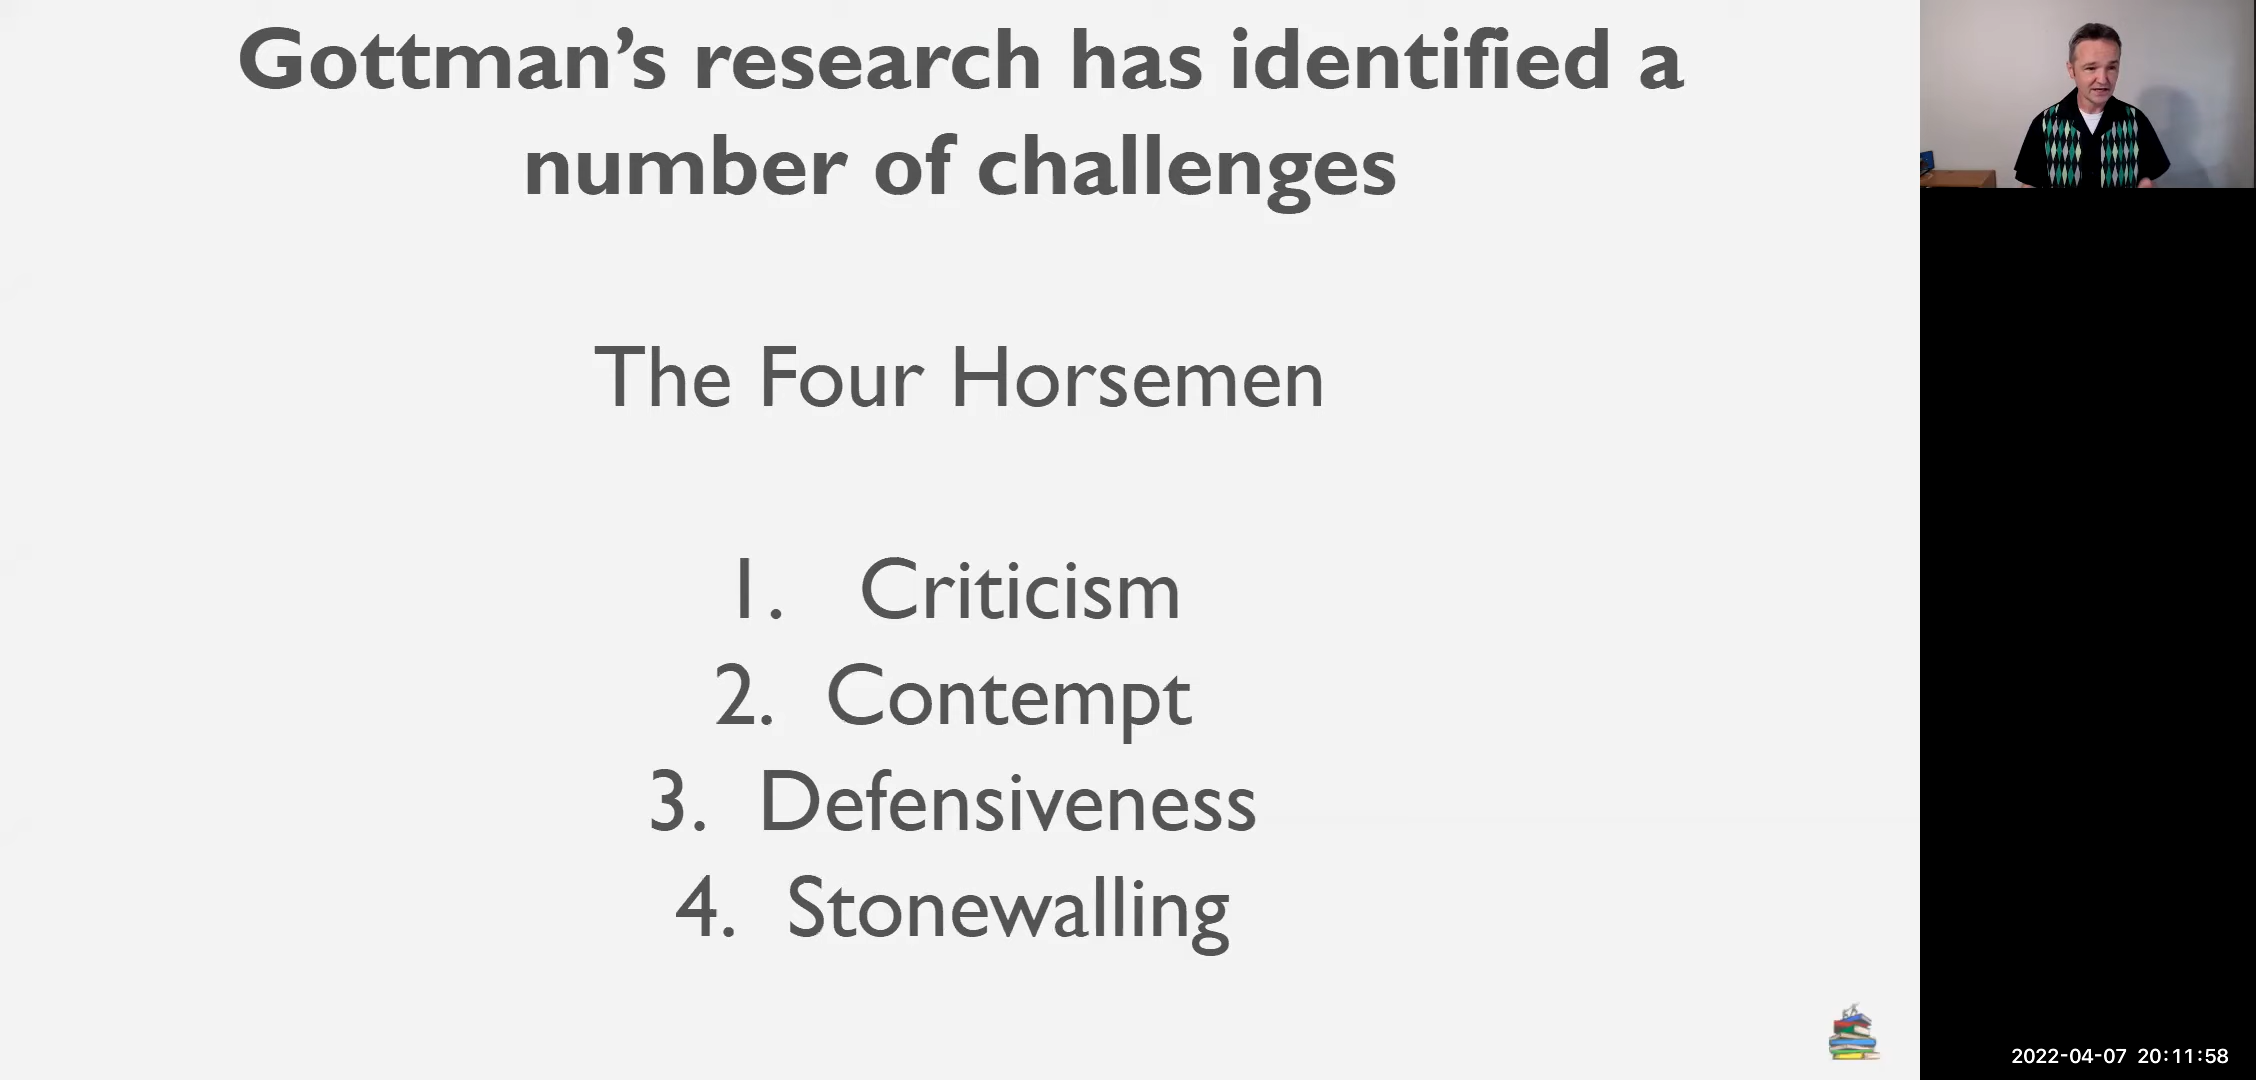 Gottman’s research has identified a
number of challenges
The Four Horsemen
1. Criticism
2. Contempt
3. Defensiveness
4. Stonewalling
2022-04-07 20:11:58